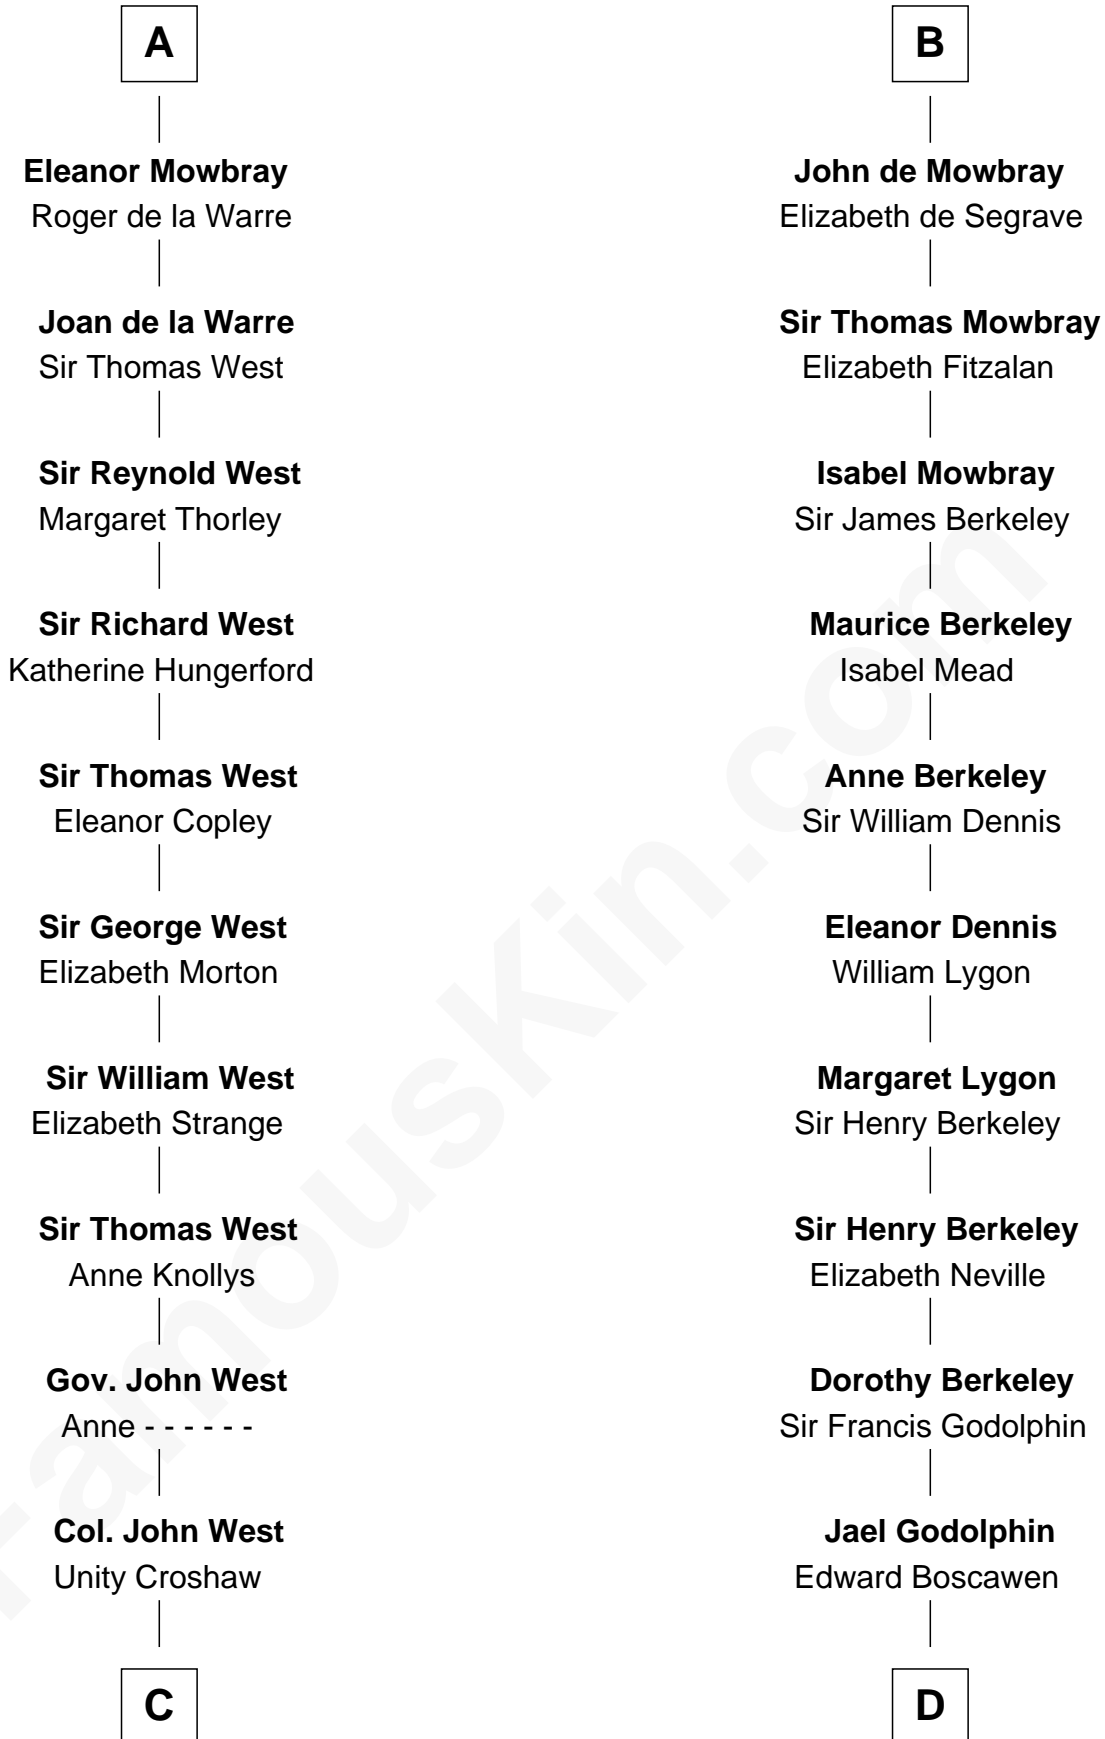 A
Eleanor Mowbray
Roger de la Warre
Joan de la Warre
Sir Thomas West
Sir Reynold West
Margaret Thorley
Sir Richard West
Katherine Hungerford
Sir Thomas West
Eleanor Copley
Sir George West
Elizabeth Morton
Sir William West
Elizabeth Strange
Sir Thomas West
Anne Knollys
Gov. John West
Anne - - - - - -
Col. John West
Unity Croshaw
C
B
John de Mowbray
Elizabeth de Segrave
Sir Thomas Mowbray
Elizabeth Fitzalan
Isabel Mowbray
Sir James Berkeley
Maurice Berkeley
Isabel Mead
Anne Berkeley
Sir William Dennis
Eleanor Dennis
William Lygon
Margaret Lygon
Sir Henry Berkeley
Sir Henry Berkeley
Elizabeth Neville
Dorothy Berkeley
Sir Francis Godolphin
Jael Godolphin
Edward Boscawen
D
FamousKin.com